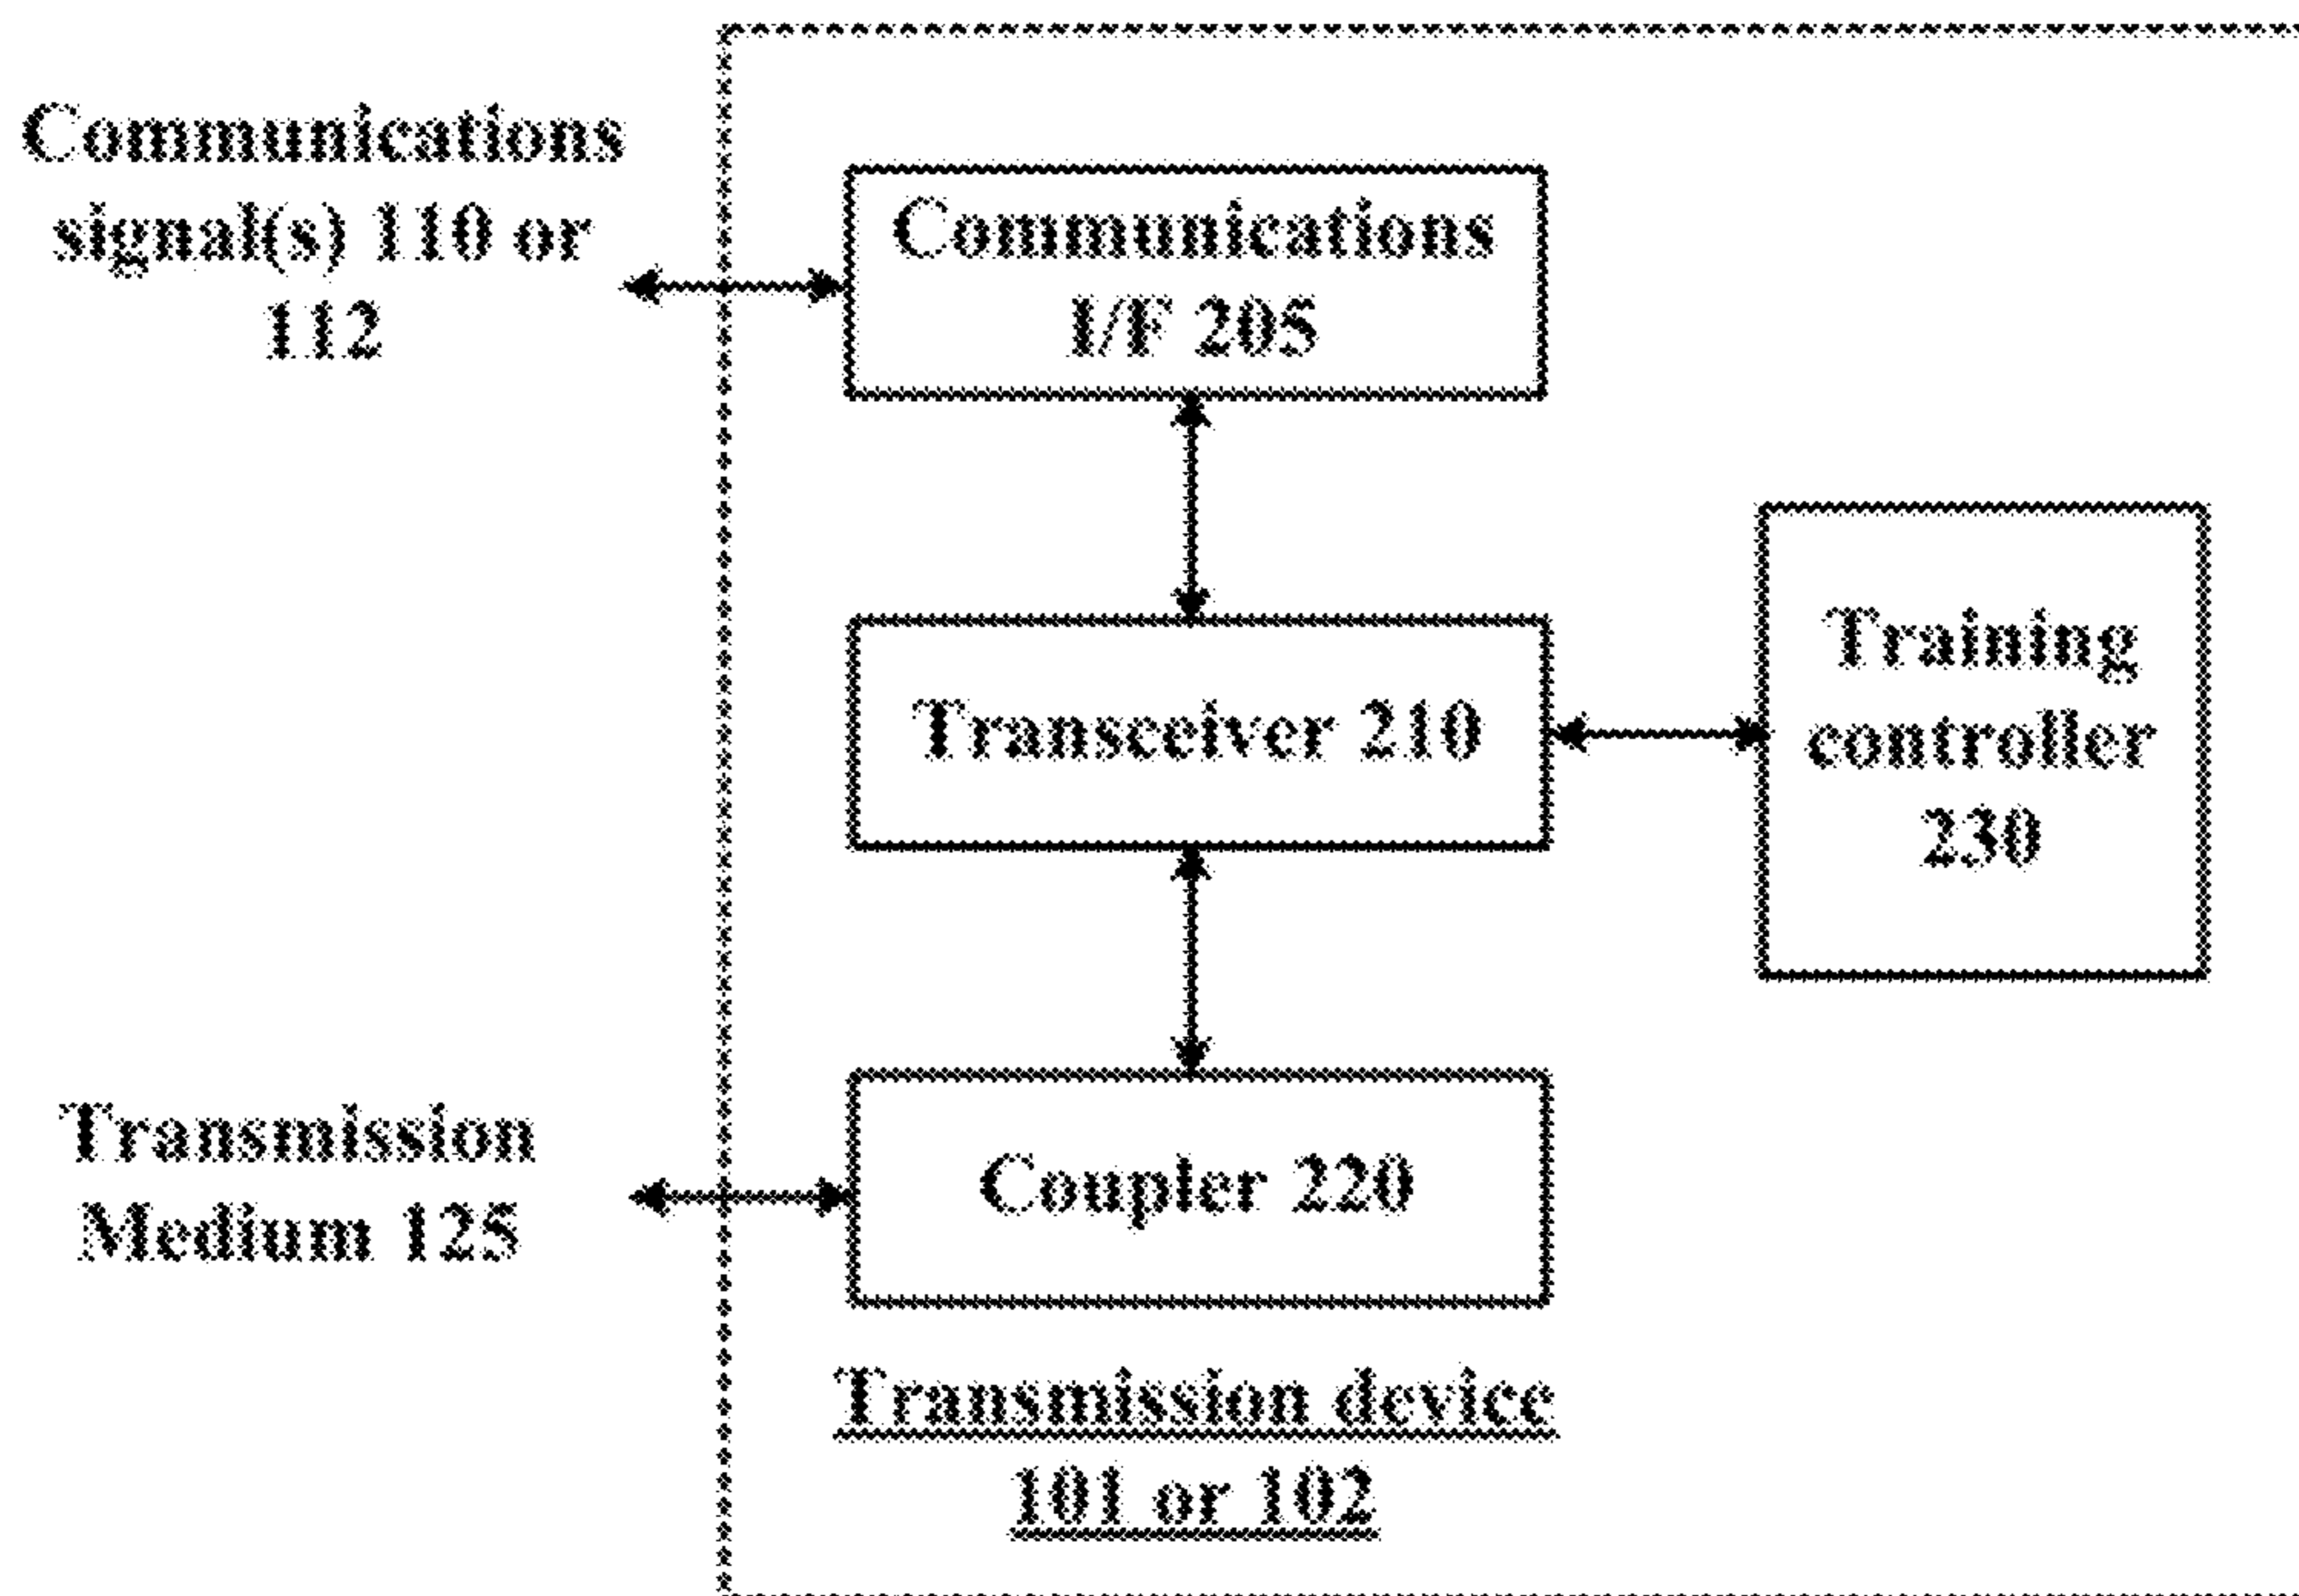 Communications
signal(s) 110 or
112
Communications
I/F 205
Transceiver 210
Training
controller
230
Transmission
Medium 125
Coupler 220
Transmission device
101 or 102